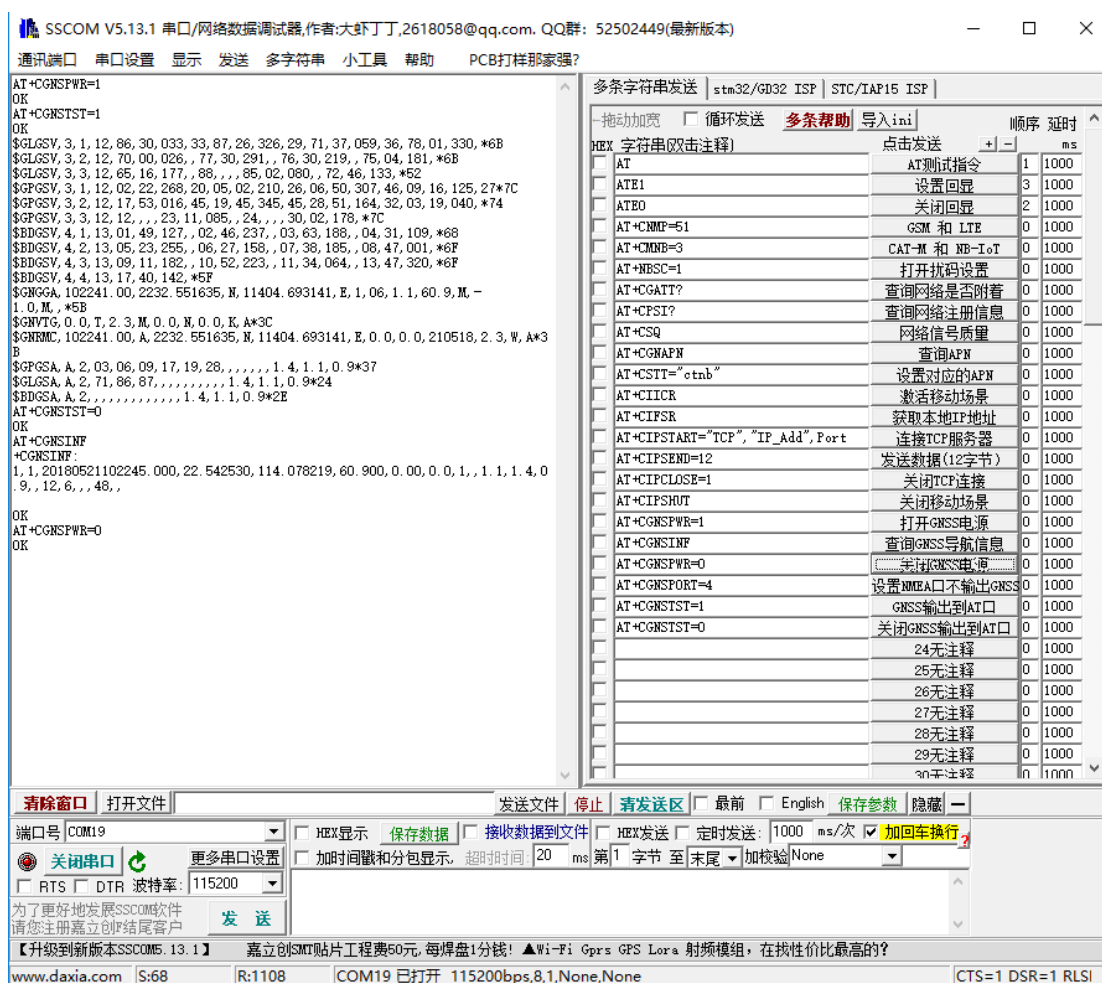 SSCOM V5.13.1 串口/网络数据调试器,作者:大虾丁丁,2618058@qq.com. QQ群: 52502449(最新版本)
通讯端口 串口设置 显示 发送 多字符串 小工具 帮助 PCB打样那家强?
AT+CGNSPWR=1
OK
AT+CGNSTST=1
OK
$GLGSV,3,1,12,86,30,033,33,87,26,326,29,71,37,059,36,78,01,330,*6B
$GLGSV,3,2,12,70,00,026,,77,30,291,,76,30,219,,75,04,181,*6B
$GLGSV,3,3,12,65,16,177,,88,,,,85,02,080,,72,46,133,*52
$GPGSV,3,1,12,02,22,268,20,05,02,210,26,06,50,307,46,09,16,125,27*7C
$GPGSV,3,2,12,17,53,016,45,19,45,345,45,28,51,164,32,03,19,040,*74
$GPGSV,3,3,12,12,,,,23,11,085,,24,,,,30,02,178,*7C
$BDGSV,4,1,13,01,49,127,,02,46,237,,03,63,188,,04,31,109,*68
$BDGSV,4,2,13,05,23,255,,06,27,158,,07,38,185,,08,47,001,*6F
$BDGSV,4,3,13,09,11,182,,10,52,223,,11,34,064,,13,47,320,*6F
$BDGSV,4,4,13,17,40,142,*5F
$GNGGA,102241.00,2232.551635,N,11404.693141,E,1,06,1.1,60.9,M,-
1.0,M,,*5B
$GNVTG,0.0,T,2.3,M,0.0,N,0.0,K,A*3C
$GNRMC,102241.00,A,2232.551635,N,11404.693141,E,0.0,0.0,210518,2.3,W,A*3
B
$GPGSA,A,2,03,06,09,17,19,28,,,,,,,1.4,1.1,0.9*37
$GLGSA,A,2,71,86,87,,,,,,,,,,1.4,1.1,0.9*24
$BDGSA,A,2,,,,,,,,,,,,,1.4,1.1,0.9*2E
AT+CGNSTST=0
OK
AT+CGNSINF
+CGNSINF:
1,1,20180521102245.000,22.542530,114.078219,60.900,0.00,0.0,1,,1.1,1.4,0
.9,,12,6,,,48,,
OK
AT+CGNSPWR=0
OK
多条字符串发送 stm32/GD32 ISP STC/IAP15 ISP
拖动加宽 循环发送 多条帮助 导入ini 顺序 延时
HEX 字符串(双击注释) 点击发送 + - ms
AT AT测试指令 1 1000
ATE1 设置回显 3 1000
ATE0 关闭回显 2 1000
AT+CNMP=51 GSM 和 LTE 0 1000
AT+CMNB=3 CAT-M 和 NB-IoT 0 1000
AT+NBSC=1 打开扰码设置 0 1000
AT+CGATT? 查询网络是否附着 0 1000
AT+CPSI? 查询网络注册信息 0 1000
AT+CSQ 网络信号质量 0 1000
AT+CGNAPN 查询APN 0 1000
AT+CSTT="ctnb" 设置对应的APN 0 1000
AT+CIICR 激活移动场景 0 1000
AT+CIFSR 获取本地IP地址 0 1000
AT+CIPSTART="TCP","IP_Add",Port 连接TCP服务器 0 1000
AT+CIPSEND=12 发送数据(12字节) 0 1000
AT+CIPCLOSE=1 关闭TCP连接 0 1000
AT+CIPSHUT 关闭移动场景 0 1000
AT+CGNSPWR=1 打开GNSS电源 0 1000
AT+CGNSINF 查询GNSS导航信息 0 1000
AT+CGNSPWR=0 关闭GNSS电源 0 1000
AT+CGNSPORT=4 设置NMEA口不输出GNSS 0 1000
AT+CGNSTST=1 GNSS输出到AT口 0 1000
AT+CGNSTST=0 关闭GNSS输出到AT口 0 1000
24无注释 0 1000
25无注释 0 1000
26无注释 0 1000
27无注释 0 1000
28无注释 0 1000
29无注释 0 1000
30无注释 0 1000
清除窗口 打开文件 发送文件 停止 清发送区 最前 English 保存参数 隐藏 —
端口号 COM19 HEX显示 保存数据 接收数据到文件 HEX发送 定时发送: 1000 ms/次 加回车换行
关闭串口 更多串口设置 加时间戳和分包显示, 超时时间: 20 ms 第1 字节 至 末尾 加校验 None
RTS DTR 波特率: 115200
为了更好地发展SSCOM软件
请您注册嘉立创F结尾客户
发 送
【升级到新版本SSCOM5.13.1】 嘉立创SMT贴片工程费50元,每焊盘1分钱! ▲Wi-Fi Gprs GPS Lora 射频模组, 在找性价比最高的?
www.daxia.com S:68 R:1108 COM19 已打开 115200bps,8,1,None,None CTS=1 DSR=1 RLSI